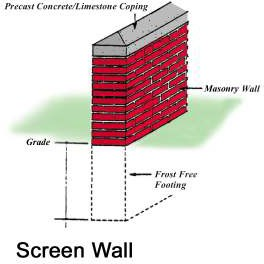 Precast Concrete/Limestone Coping
Masonry Wall
Grade
Frost Free
Footing
Screen Wall